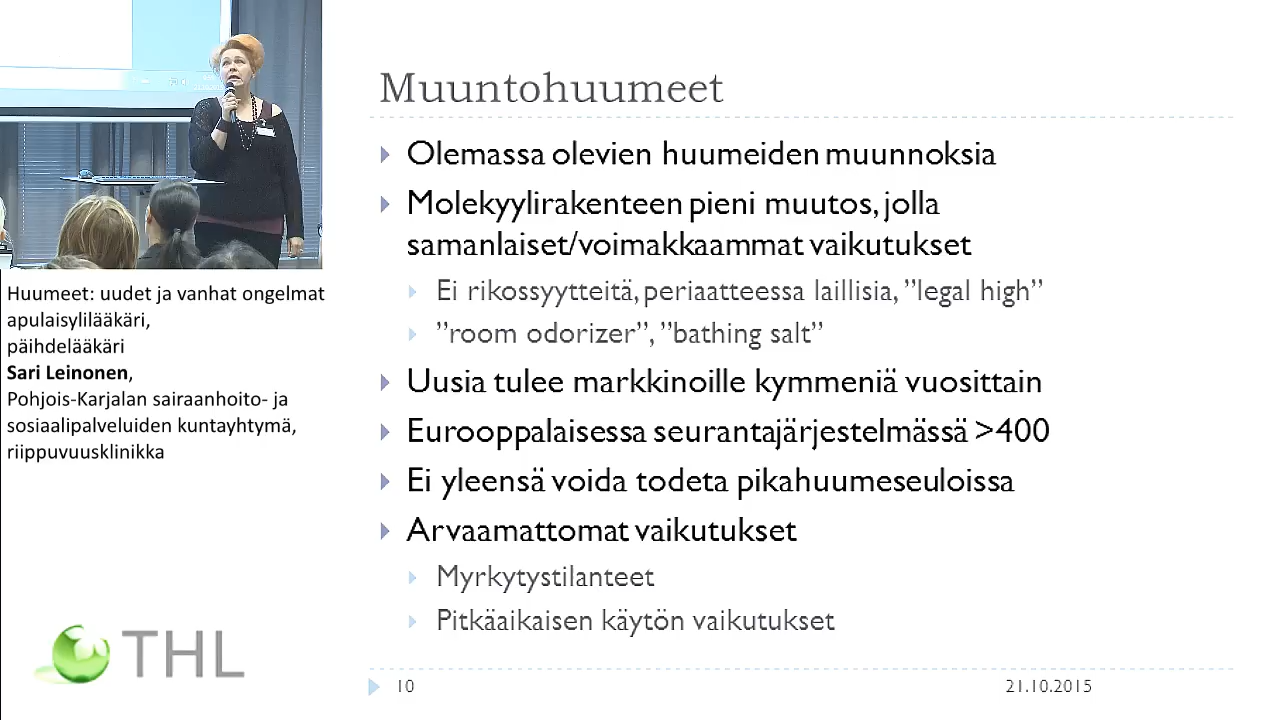 Huumeet: uudet ja vanhat ongelmat
apulaisylilääkäri,
päihdelääkäri
Sari Leinonen,
Pohjois-Karjalan sairaanhoito- ja
sosiaalipalveluiden kuntayhtymä,
riippuvuusklinikka
THL
Muuntohuumeet
Olemassa olevien huumeiden muunnoksia
Molekyylirakenteen pieni muutos, jolla
samanlaiset/voimakkaammat vaikutukset
Ei rikossyytteitä, periaatteessa laillisia, ”legal high”
”room odorizer”, ”bathing salt”
Uusia tulee markkinoille kymmeniä vuosittain
Eurooppalaisessa seurantajärjestelmässä >400
Ei yleensä voida todeta pikahuumeseuloissa
Arvaamattomat vaikutukset
Myrkytystilanteet
Pitkäaikaisen käytön vaikutukset
10
21.10.2015